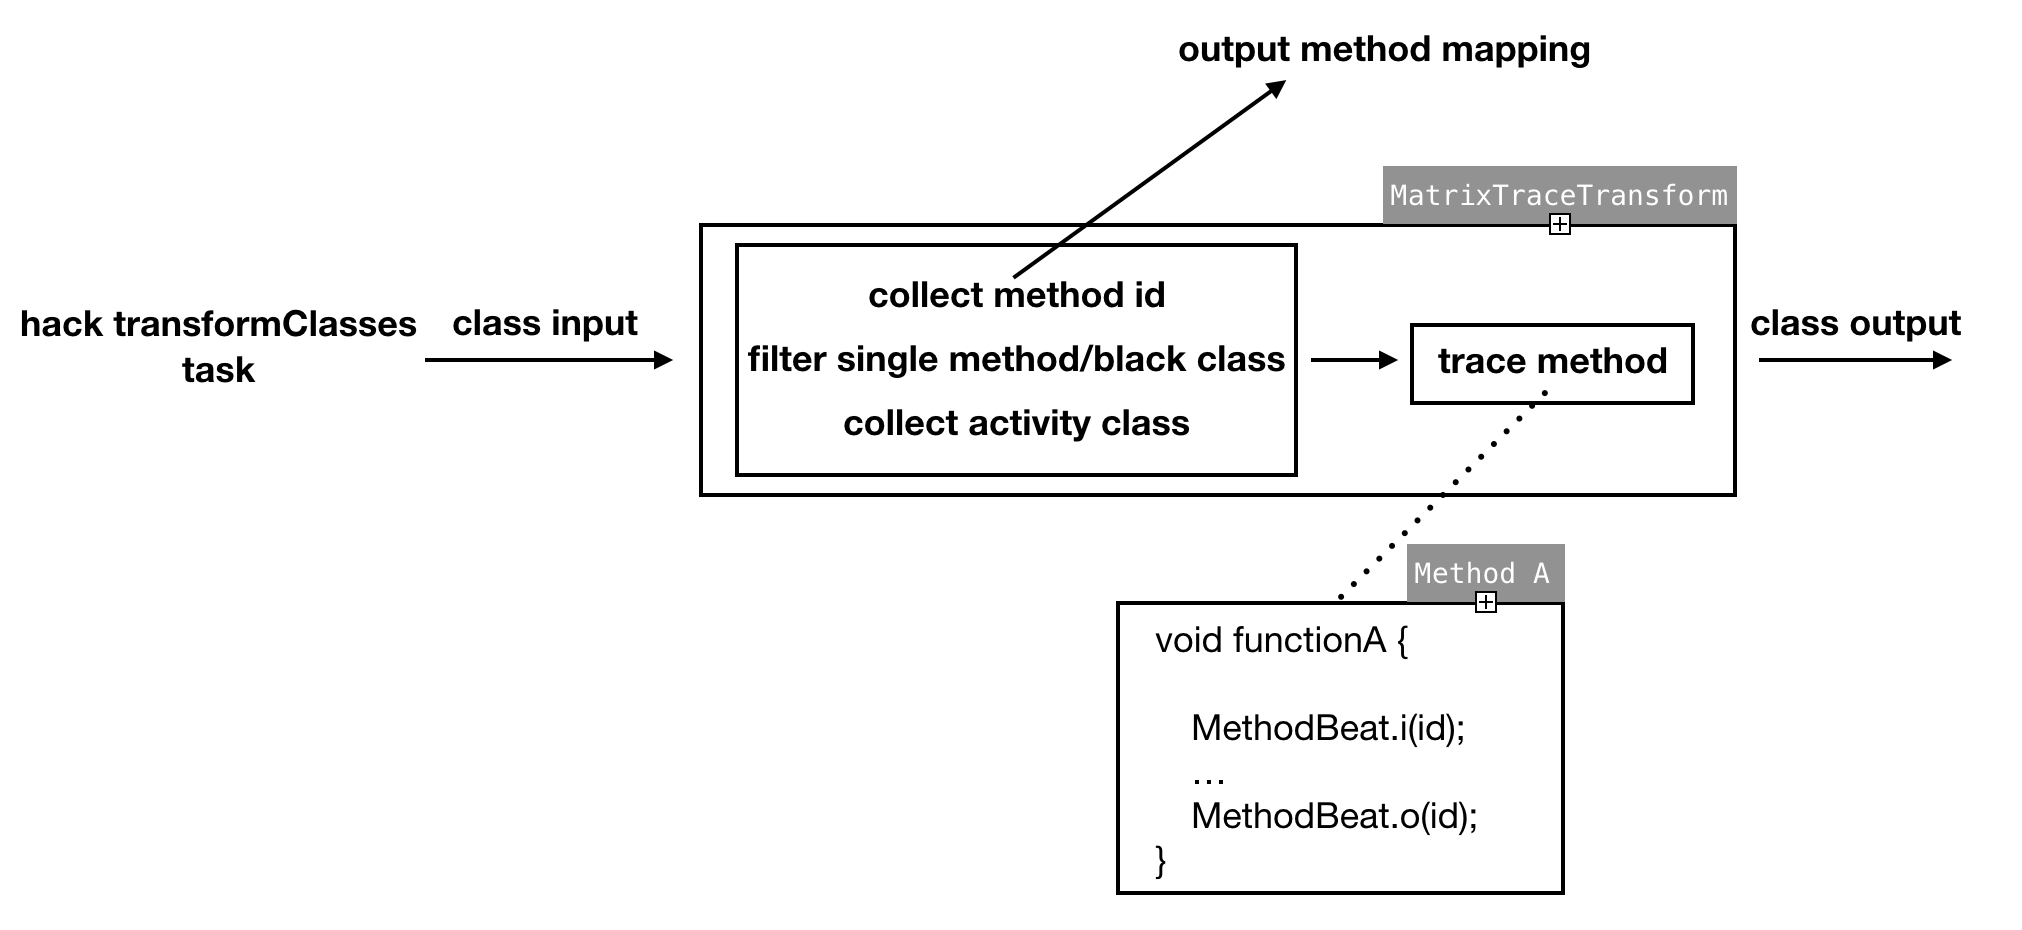 output method mapping
MatrixTraceTransform
hack transformClasses
task
class input
collect method id
filter single method/black class
collect activity class
trace method
class output
Method A
void functionA {
MethodBeat.i(id);
...
MethodBeat.o(id);
}